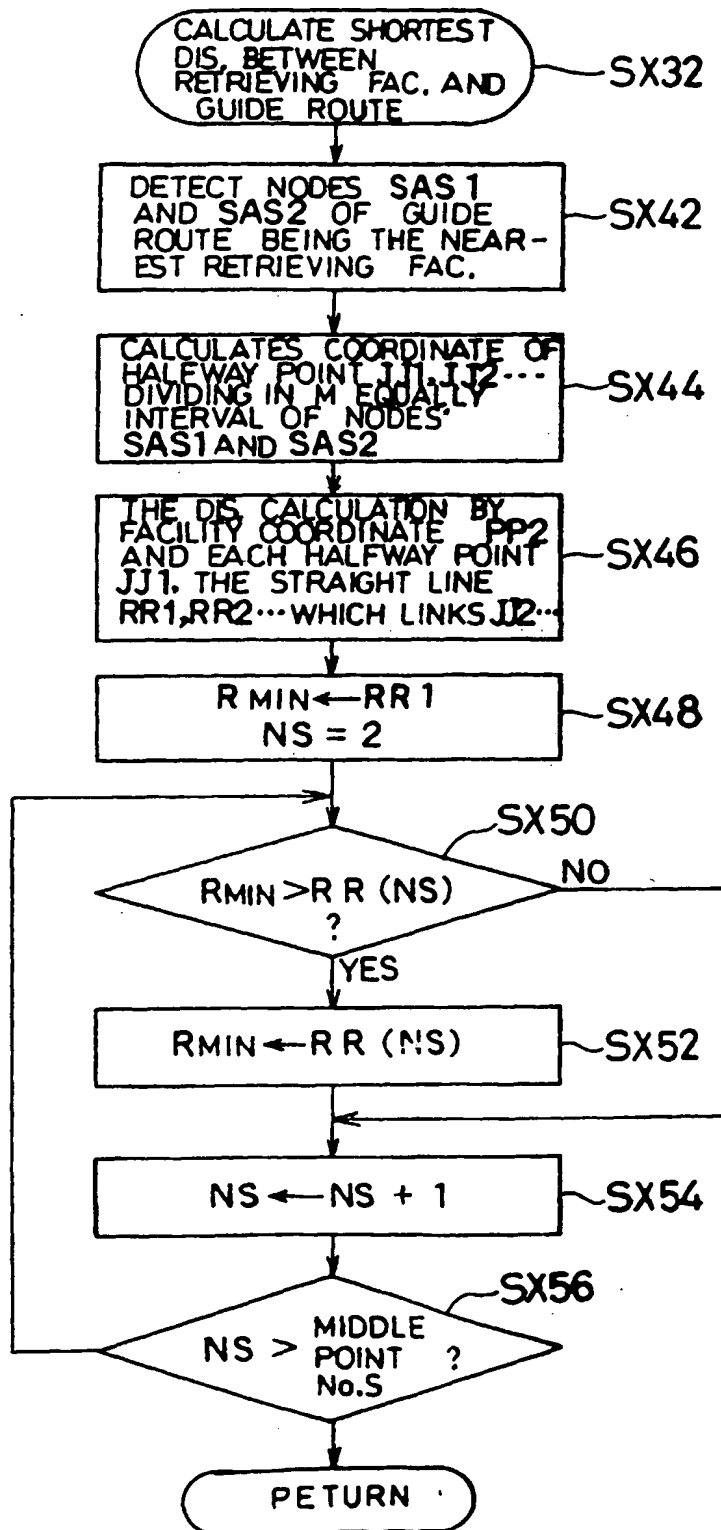 CALCULATE SHORTEST
DIS. BETWEEN
RETRIEVING FAC. AND
GUIDE ROUTE
SX32
DETECT NODES SAS1
AND SAS2 OF GUIDE
ROUTE BEING THE NEAR-
EST RETRIEVING FAC.
SX42
CALCULATES COORDINATE OF
HALFWAY POINT JJ1, JJ2 ...
DIVIDING IN M EQUALLY
INTERVAL OF NODES
SAS1 AND SAS2
SX44
THE DIS. CALCULATION BY
FACILITY COORDINATE PP2
AND EACH HALFWAY POINT
JJ1. THE STRAIGHT LINE
RR1,RR2... WHICH LINKS JJ2...
SX46
RMIN←RR1
NS = 2
SX48
SX50
RMIN>RR(NS)
?
NO
YES
RMIN←RR(NS)
SX52
NS←NS + 1
SX54
SX56
NS > MIDDLE
POINT ?
No.S
PETURN